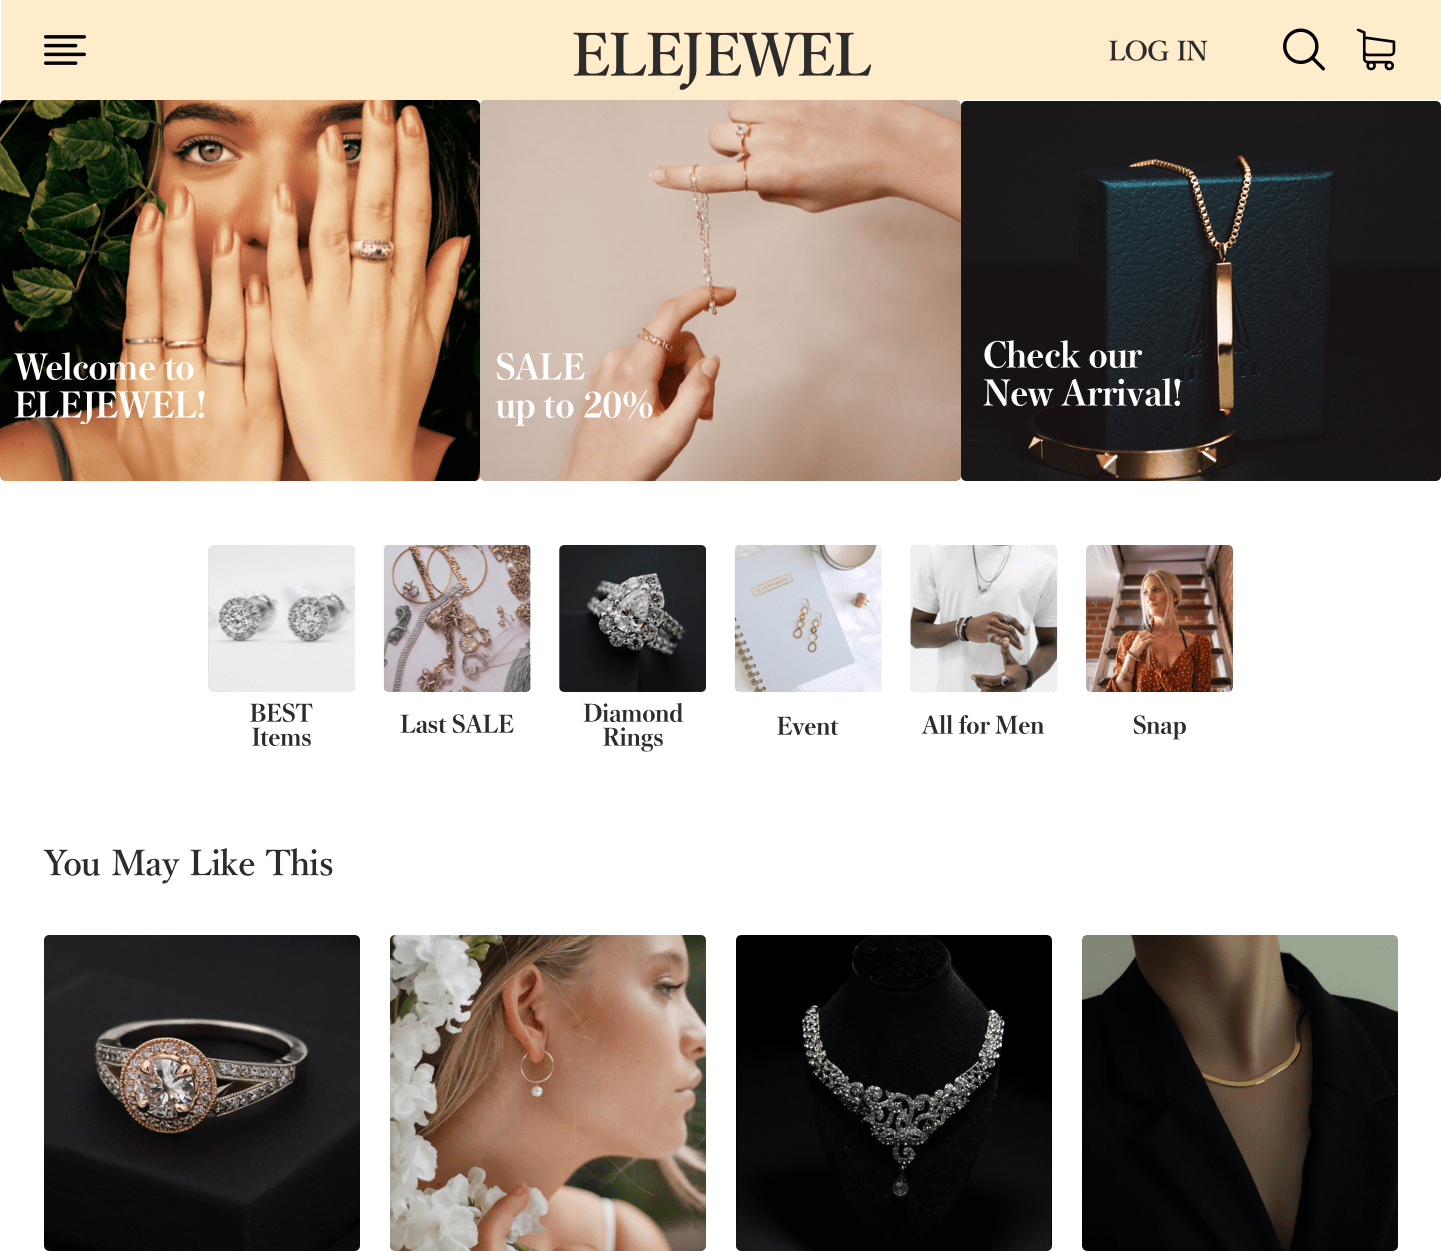 ELEJEWEL
LOG IN
Welcome to
ELEJEWEL!
SALE
up to 20%
Check our
New Arrival!
BEST
Items
Last SALE
Diamond
Rings
Event
All for Men
Snap
You May Like This